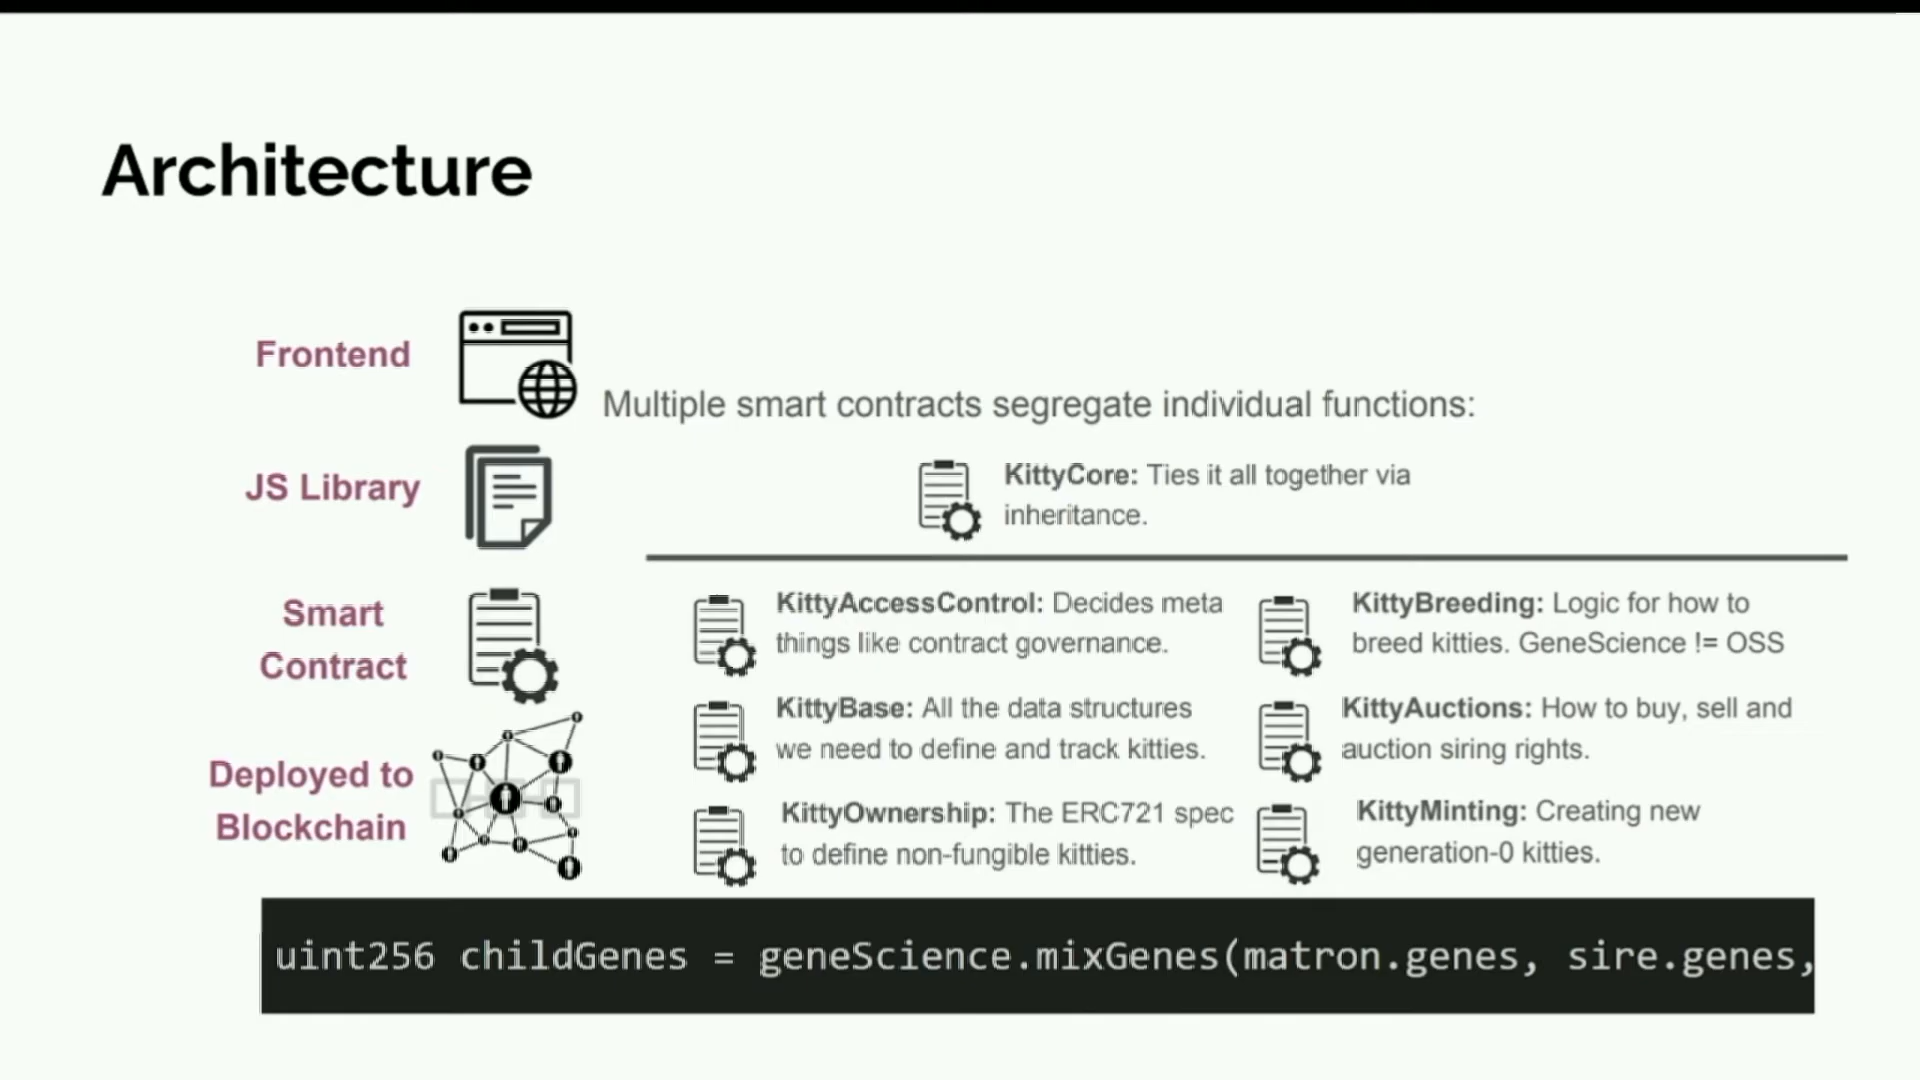 Architecture
Frontend
JS Library
Smart
Contract
Deployed to
Blockchain
Multiple smart contracts segregate individual functions:
KittyCore: Ties it all together via
inheritance.
KittyAccessControl: Decides meta
things like contract governance.
KittyBase: All the data structures
we need to define and track kitties.
KittyOwnership: The ERC721 spec
to define non-fungible kitties.
KittyBreeding: Logic for how to
breed kitties. GeneScience != OSS
KittyAuctions: How to buy, sell and
auction siring rights.
KittyMinting: Creating new
generation-0 kitties.
uint256 childGenes = geneScience.mixGenes(matron.genes, sire.genes,